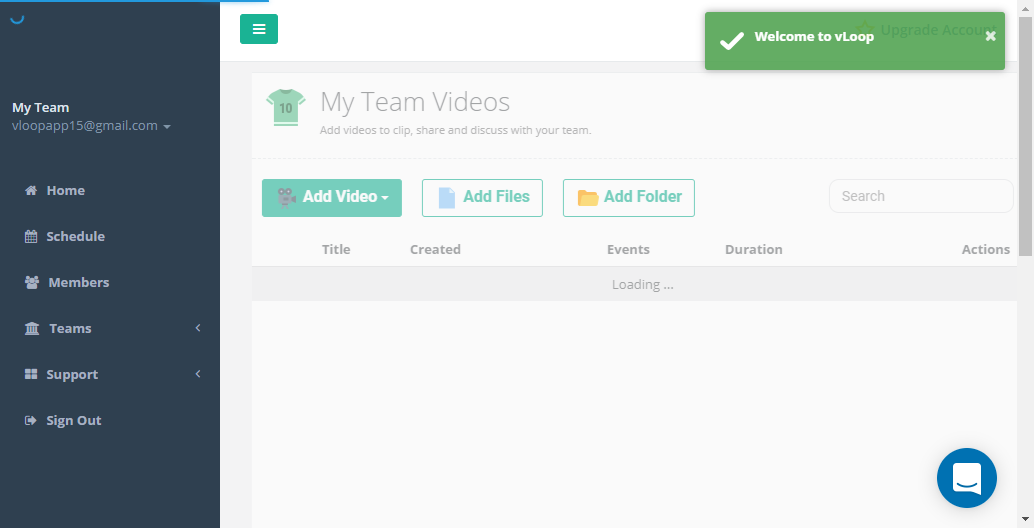 Welcome to vLoop
Upgrade Account
My Team
vloopapp15@gmail.com
Home
Schedule
Members
Teams
Support
Sign Out
10
My Team Videos
Add videos to clip, share and discuss with your team.
Add Video
Add Files
Add Folder
Search
Title Created Events Duration Actions
Loading ...